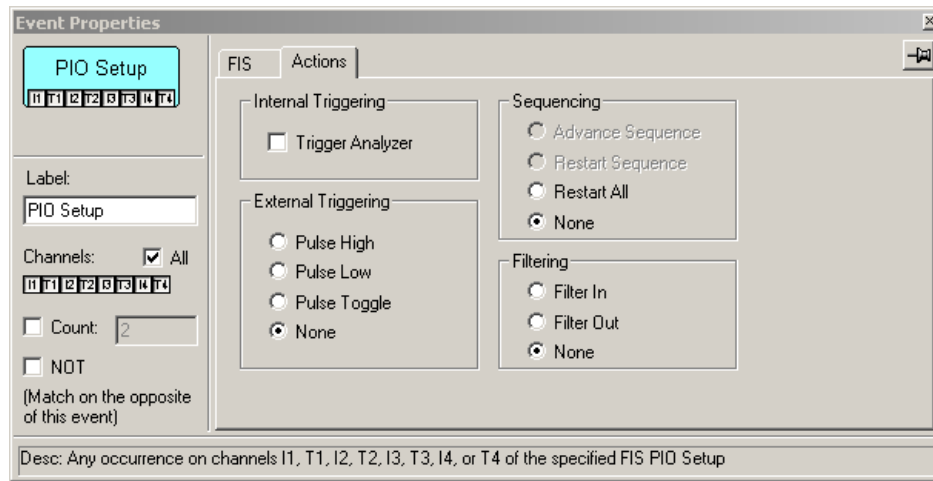 Event Properties
PIO Setup
I1 T1 I2 T2 I3 T3 I4 T4
Label:
PIO Setup
Channels: All
I1 T1 I2 T2 I3 T3 I4 T4
Count: 2
NOT
(Match on the opposite
of this event)
FIS Actions
Internal Triggering
Trigger Analyzer
External Triggering
Pulse High
Pulse Low
Pulse Toggle
None
Sequencing
Advance Sequence
Restart Sequence
Restart All
None
Filtering
Filter In
Filter Out
None
Desc: Any occurrence on channels I1, T1, I2, T2, I3, T3, I4, or T4 of the specified FIS PIO Setup